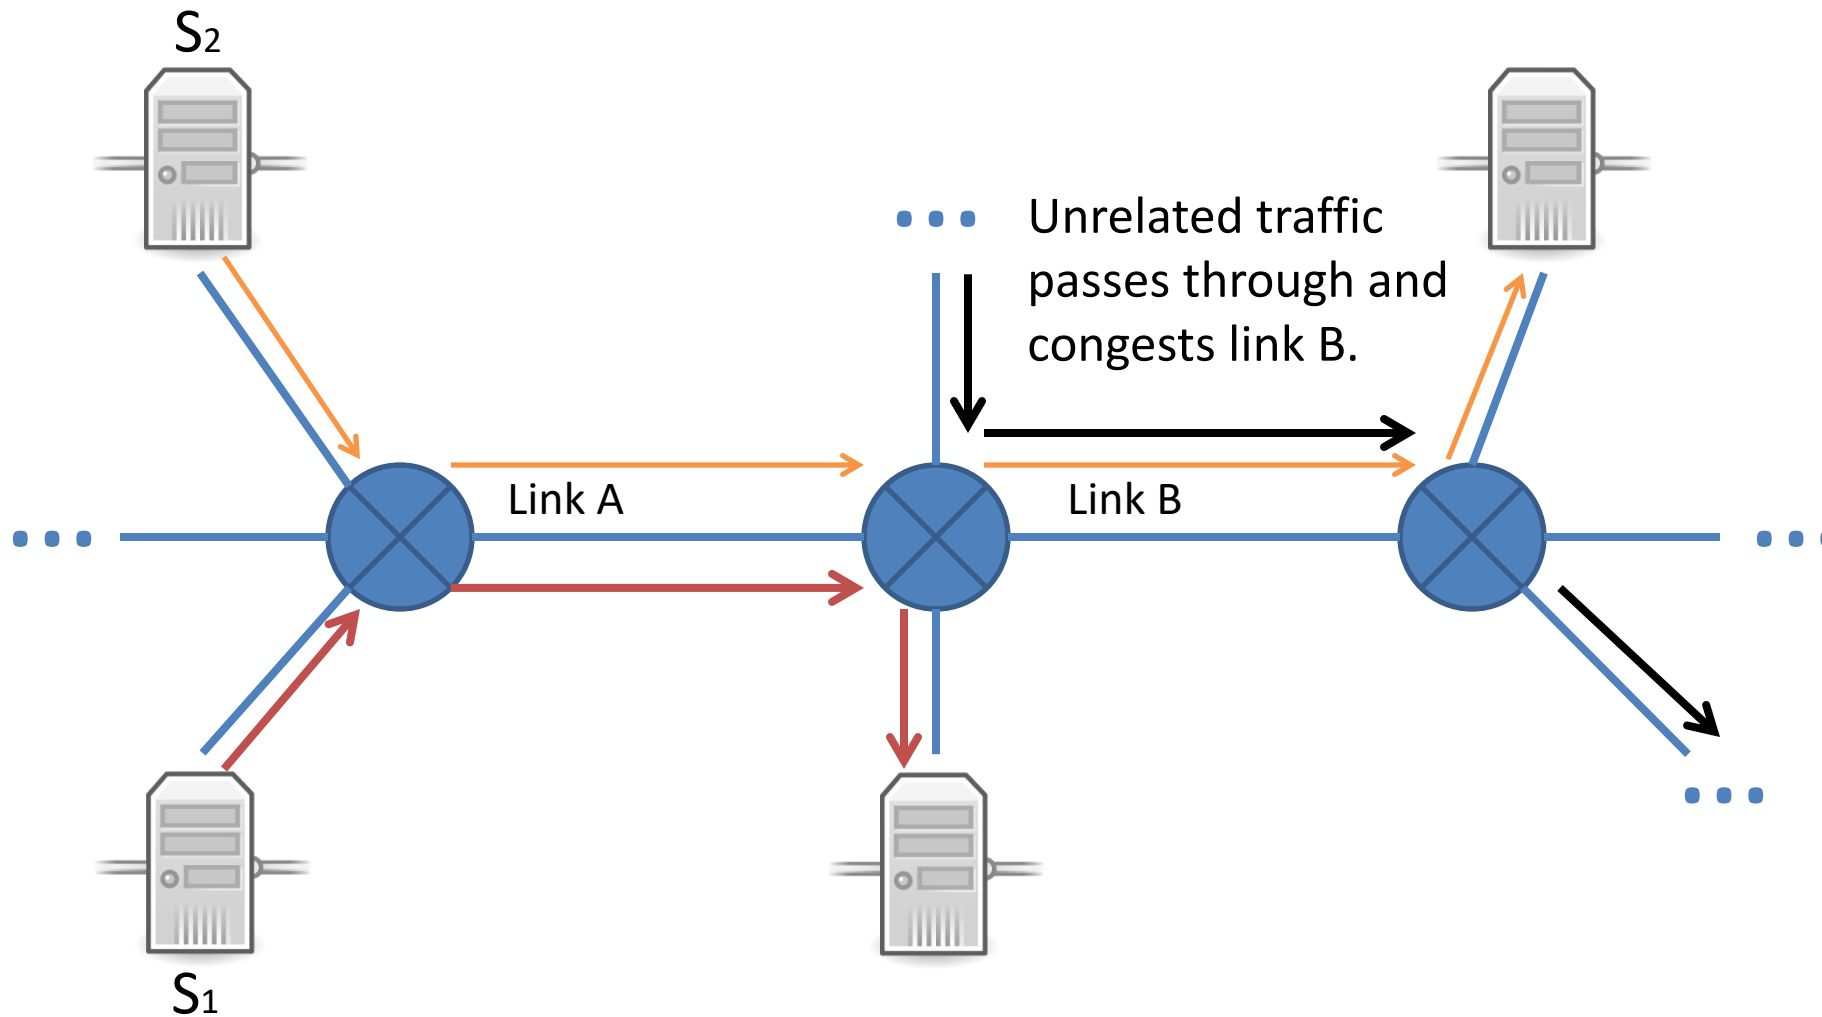 S2
Unrelated traffic
passes through and
congests link B.
Link A
Link B
S1